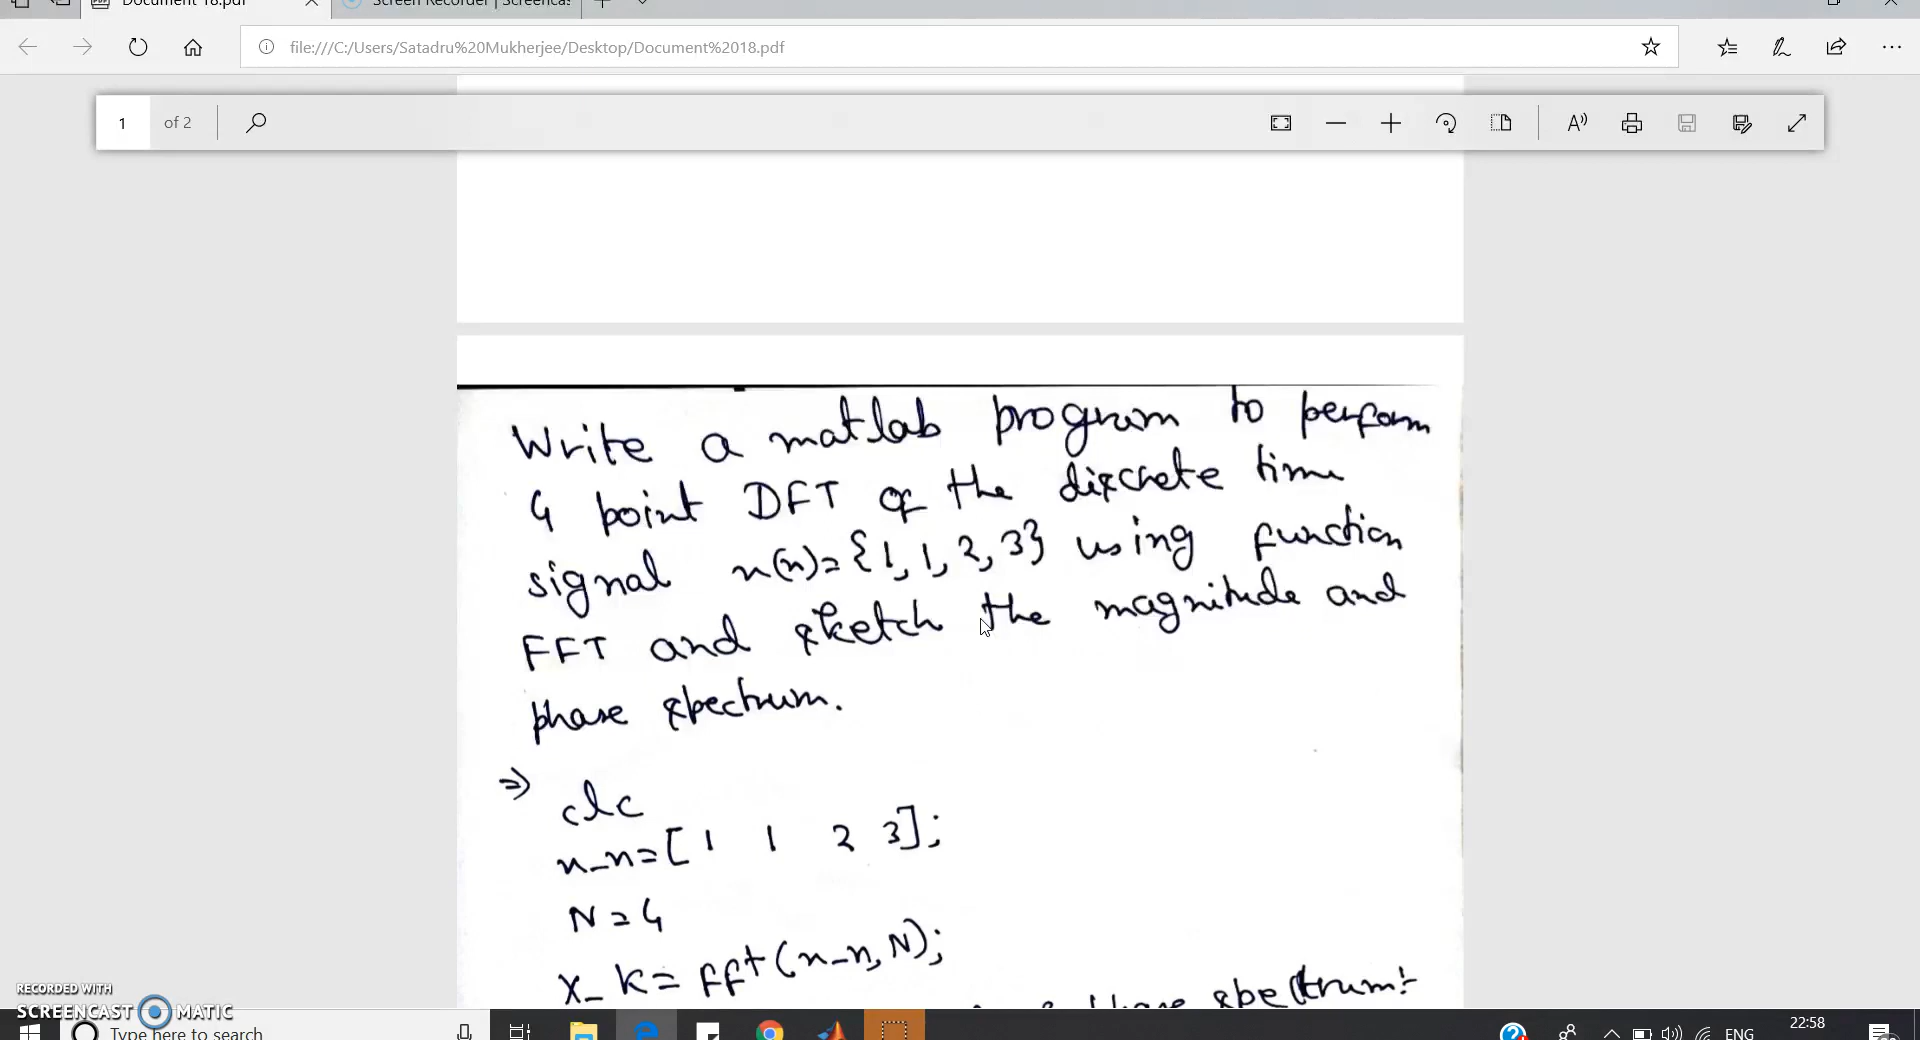 Document 18.pdf
Screen Recorder | Screencas
file:///C:/Users/Satadru%20Mukherjee/Desktop/Document%2018.pdf
1 of 2
Write a matlab program to perform
4 point DFT of the discrete time
signal x(n)={1, 1, 2, 3} using function
FFT and sketch the magnitude and
phase spectrum.
⇒ clc
x_n=[1 1 2 3];
N=4
X_K= fft(x_n, N);
& phase spectrum:
RECORDED WITH
SCREENCAST MATIC
Type here to search
ENG
22:58